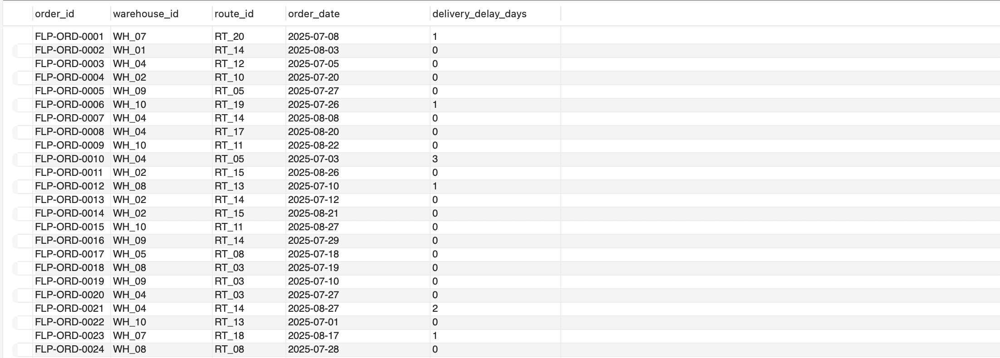 order_id warehouse_id route_id order_date delivery_delay_days
FLP-ORD-0001 WH_07 RT_20 2025-07-08 1
FLP-ORD-0002 WH_01 RT_14 2025-08-03 0
FLP-ORD-0003 WH_04 RT_12 2025-07-05 0
FLP-ORD-0004 WH_02 RT_10 2025-07-20 0
FLP-ORD-0005 WH_09 RT_05 2025-07-27 0
FLP-ORD-0006 WH_10 RT_19 2025-07-26 1
FLP-ORD-0007 WH_04 RT_14 2025-08-08 0
FLP-ORD-0008 WH_04 RT_17 2025-08-20 0
FLP-ORD-0009 WH_10 RT_11 2025-08-22 0
FLP-ORD-0010 WH_04 RT_05 2025-07-03 3
FLP-ORD-0011 WH_02 RT_15 2025-08-26 0
FLP-ORD-0012 WH_08 RT_13 2025-07-10 1
FLP-ORD-0013 WH_02 RT_14 2025-07-12 0
FLP-ORD-0014 WH_02 RT_15 2025-08-21 0
FLP-ORD-0015 WH_10 RT_11 2025-08-27 0
FLP-ORD-0016 WH_09 RT_14 2025-07-29 0
FLP-ORD-0017 WH_05 RT_08 2025-07-18 0
FLP-ORD-0018 WH_08 RT_03 2025-07-19 0
FLP-ORD-0019 WH_09 RT_03 2025-07-10 0
FLP-ORD-0020 WH_04 RT_03 2025-07-27 0
FLP-ORD-0021 WH_04 RT_14 2025-08-27 2
FLP-ORD-0022 WH_10 RT_13 2025-07-01 0
FLP-ORD-0023 WH_07 RT_18 2025-08-17 1
FLP-ORD-0024 WH_08 RT_08 2025-07-28 0